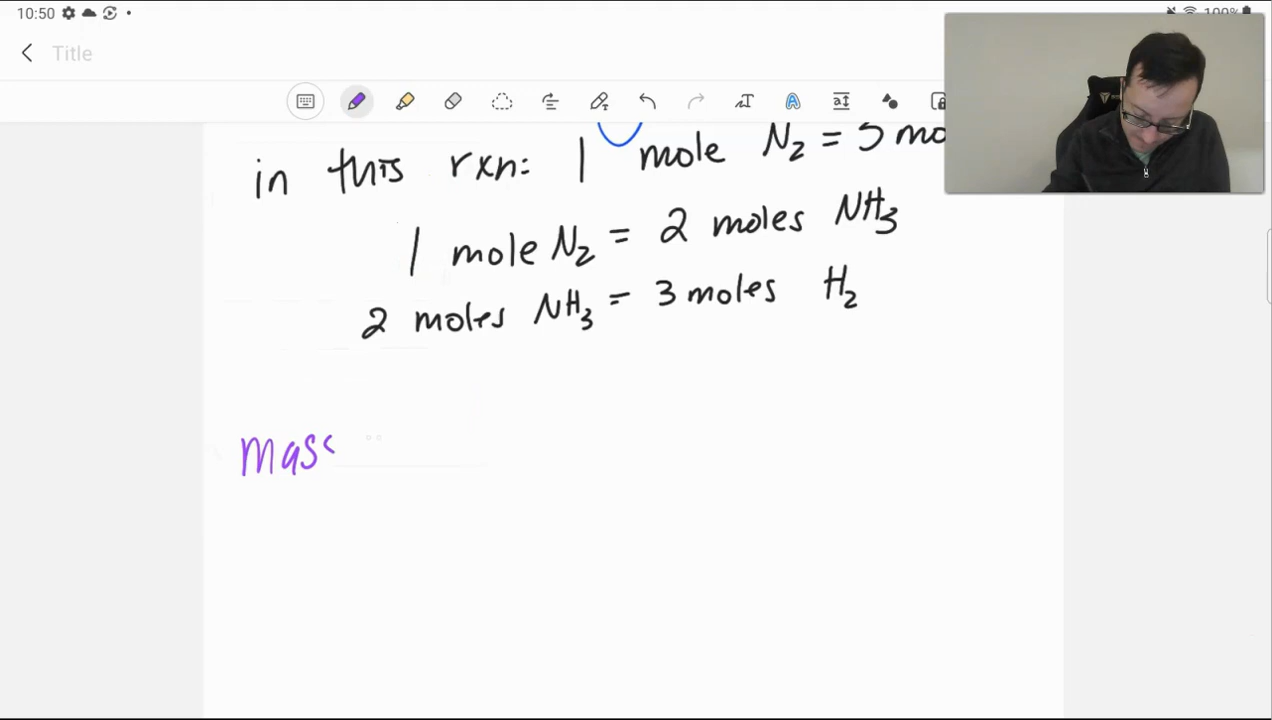 10:50 100%
Title
in this rxn: 1 mole N₂ = 3 mo
1 mole N₂ = 2 moles NH₃
2 moles NH₃ = 3 moles H₂
mass